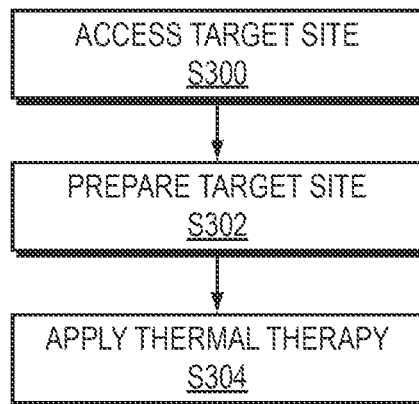 ACCESS TARGET SITE
S300
PREPARE TARGET SITE
S302
APPLY THERMAL THERAPY
S304